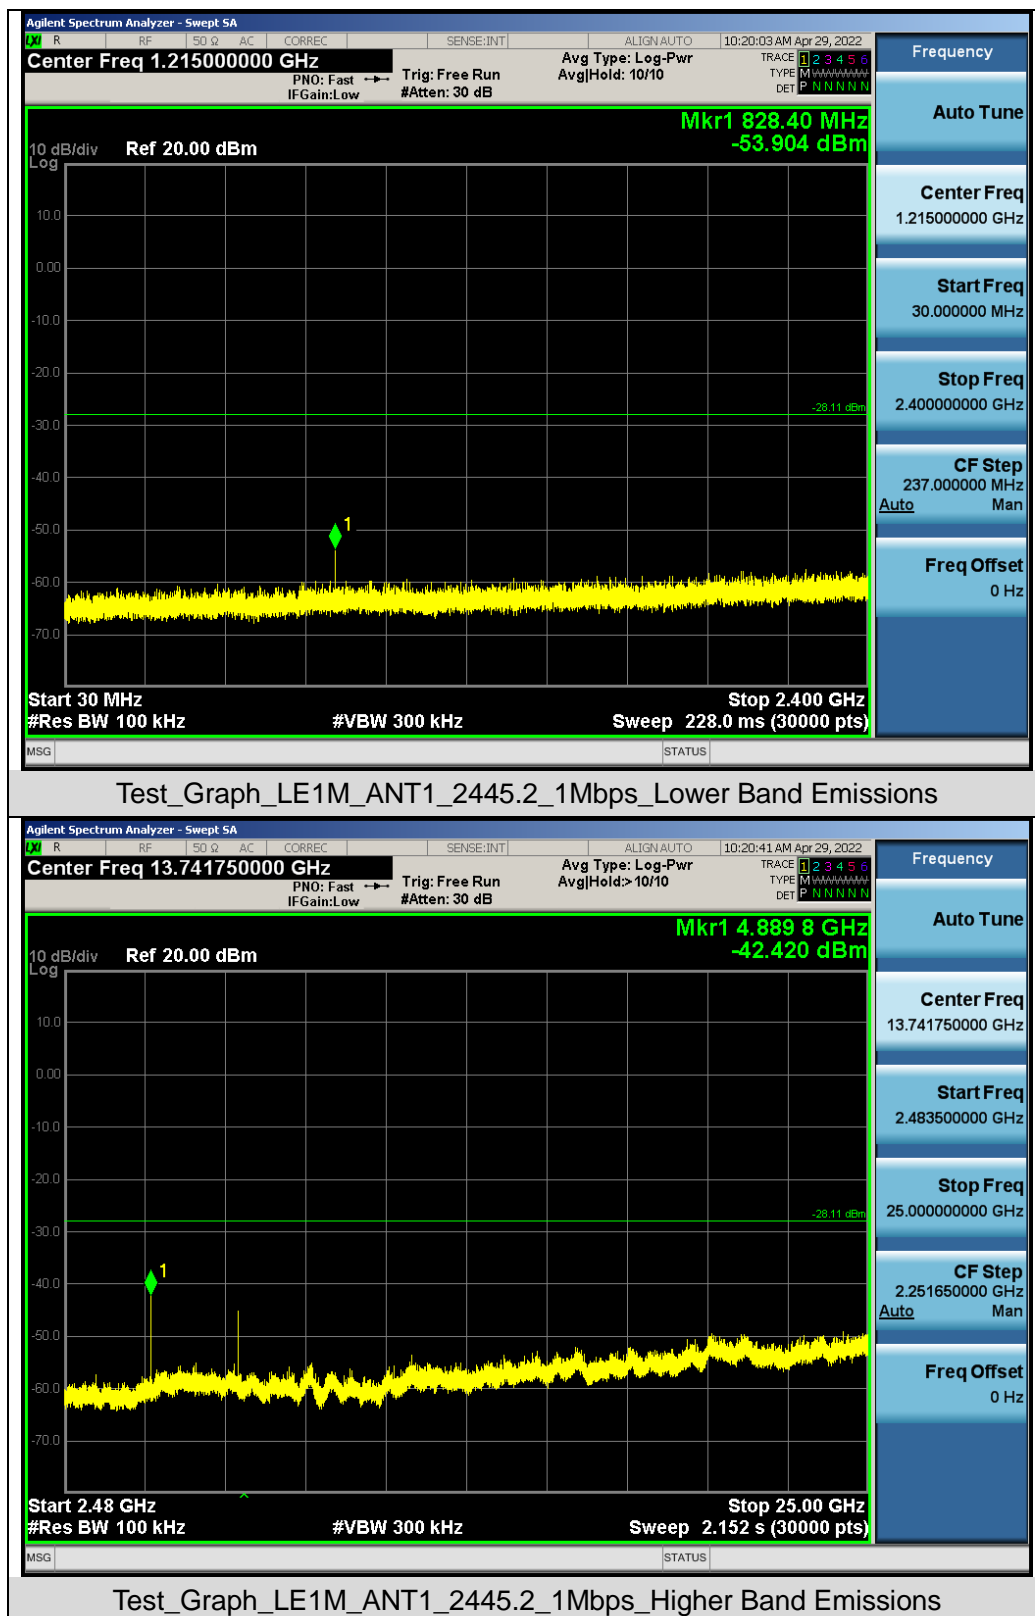 Agilent Spectrum Analyzer - Swept SA
LXI R RF 50 Ω AC CORREC SENSE:INT ALIGN AUTO 10:20:03 AM Apr 29, 2022
Center Freq 1.215000000 GHz
PNO: Fast
IFGain:Low
Trig: Free Run
#Atten: 30 dB
Avg Type: Log-Pwr
Avg|Hold: 10/10
TRACE 1 2 3 4 5 6
TYPE M WWWWW
DET P N N N N N
Mkr1 828.40 MHz
-53.904 dBm
10 dB/div Ref 20.00 dBm
Log
10.0
0.00
-10.0
-20.0
-28.11 dBm
-30.0
-40.0
-50.0
1
-60.0
-70.0
Start 30 MHz Stop 2.400 GHz
#Res BW 100 kHz #VBW 300 kHz Sweep 228.0 ms (30000 pts)
MSG STATUS
Frequency
Auto Tune
Center Freq
1.215000000 GHz
Start Freq
30.000000 MHz
Stop Freq
2.400000000 GHz
CF Step
237.000000 MHz
Auto Man
Freq Offset
0 Hz
Test_Graph_LE1M_ANT1_2445.2_1Mbps_Lower Band Emissions
Agilent Spectrum Analyzer - Swept SA
LXI R RF 50 Ω AC CORREC SENSE:INT ALIGN AUTO 10:20:41 AM Apr 29, 2022
Center Freq 13.741750000 GHz
PNO: Fast
IFGain:Low
Trig: Free Run
#Atten: 30 dB
Avg Type: Log-Pwr
Avg|Hold:>10/10
TRACE 1 2 3 4 5 6
TYPE M WWWWW
DET P N N N N N
Mkr1 4.889 8 GHz
-42.420 dBm
10 dB/div Ref 20.00 dBm
Log
10.0
0.00
-10.0
-20.0
-28.11 dBm
-30.0
1
-40.0
-50.0
-60.0
-70.0
Start 2.48 GHz Stop 25.00 GHz
#Res BW 100 kHz #VBW 300 kHz Sweep 2.152 s (30000 pts)
MSG STATUS
Frequency
Auto Tune
Center Freq
13.741750000 GHz
Start Freq
2.483500000 GHz
Stop Freq
25.000000000 GHz
CF Step
2.251650000 GHz
Auto Man
Freq Offset
0 Hz
Test_Graph_LE1M_ANT1_2445.2_1Mbps_Higher Band Emissions